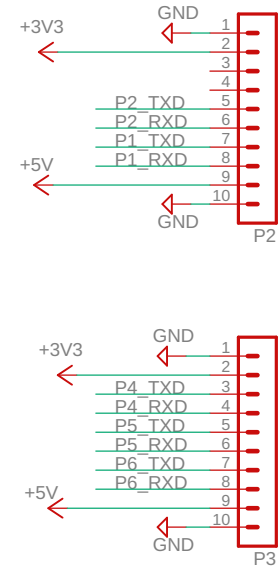 GND
+3V3
1
2
3
4
P2_TXD 5
P2_RXD 6
P1_TXD 7
P1_RXD 8
+5V 9
10
GND
P2
GND
+3V3
1
2
P4_TXD 3
P4_RXD 4
P5_TXD 5
P5_RXD 6
P6_TXD 7
P6_RXD 8
+5V 9
10
GND
P3